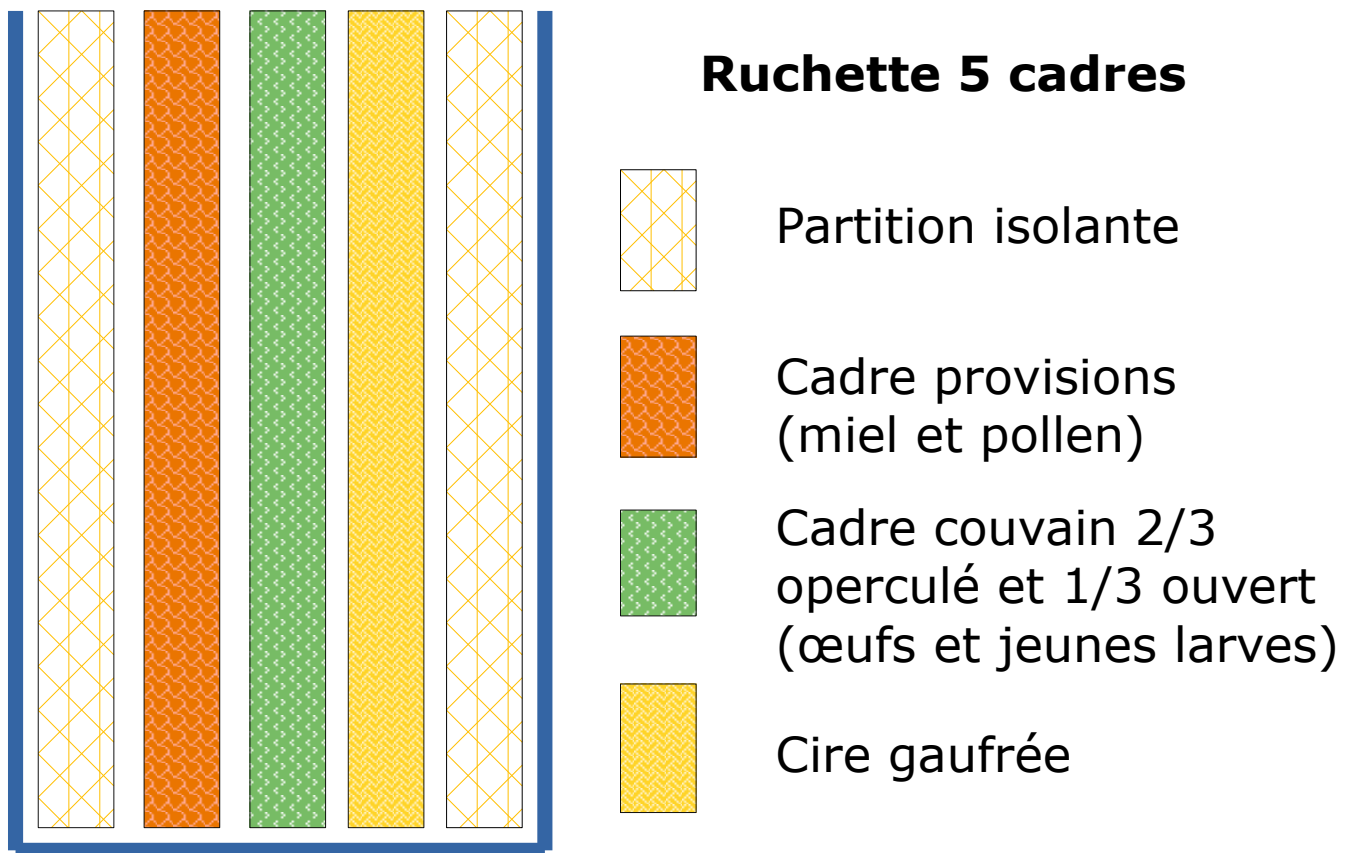 Ruchette 5 cadres
Partition isolante
Cadre provisions
(miel et pollen)
Cadre couvain 2/3
operculé et 1/3 ouvert
(œufs et jeunes larves)
Cire gaufrée